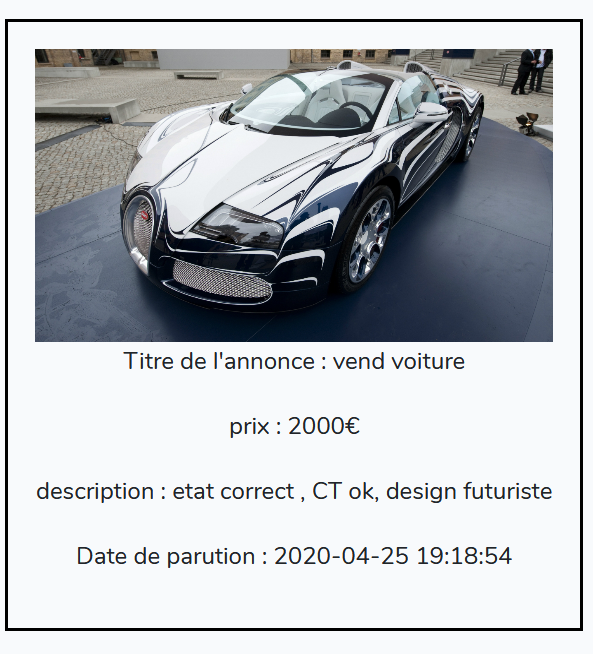 Titre de l'annonce : vend voiture
prix : 2000€
description : etat correct , CT ok, design futuriste
Date de parution : 2020-04-25 19:18:54